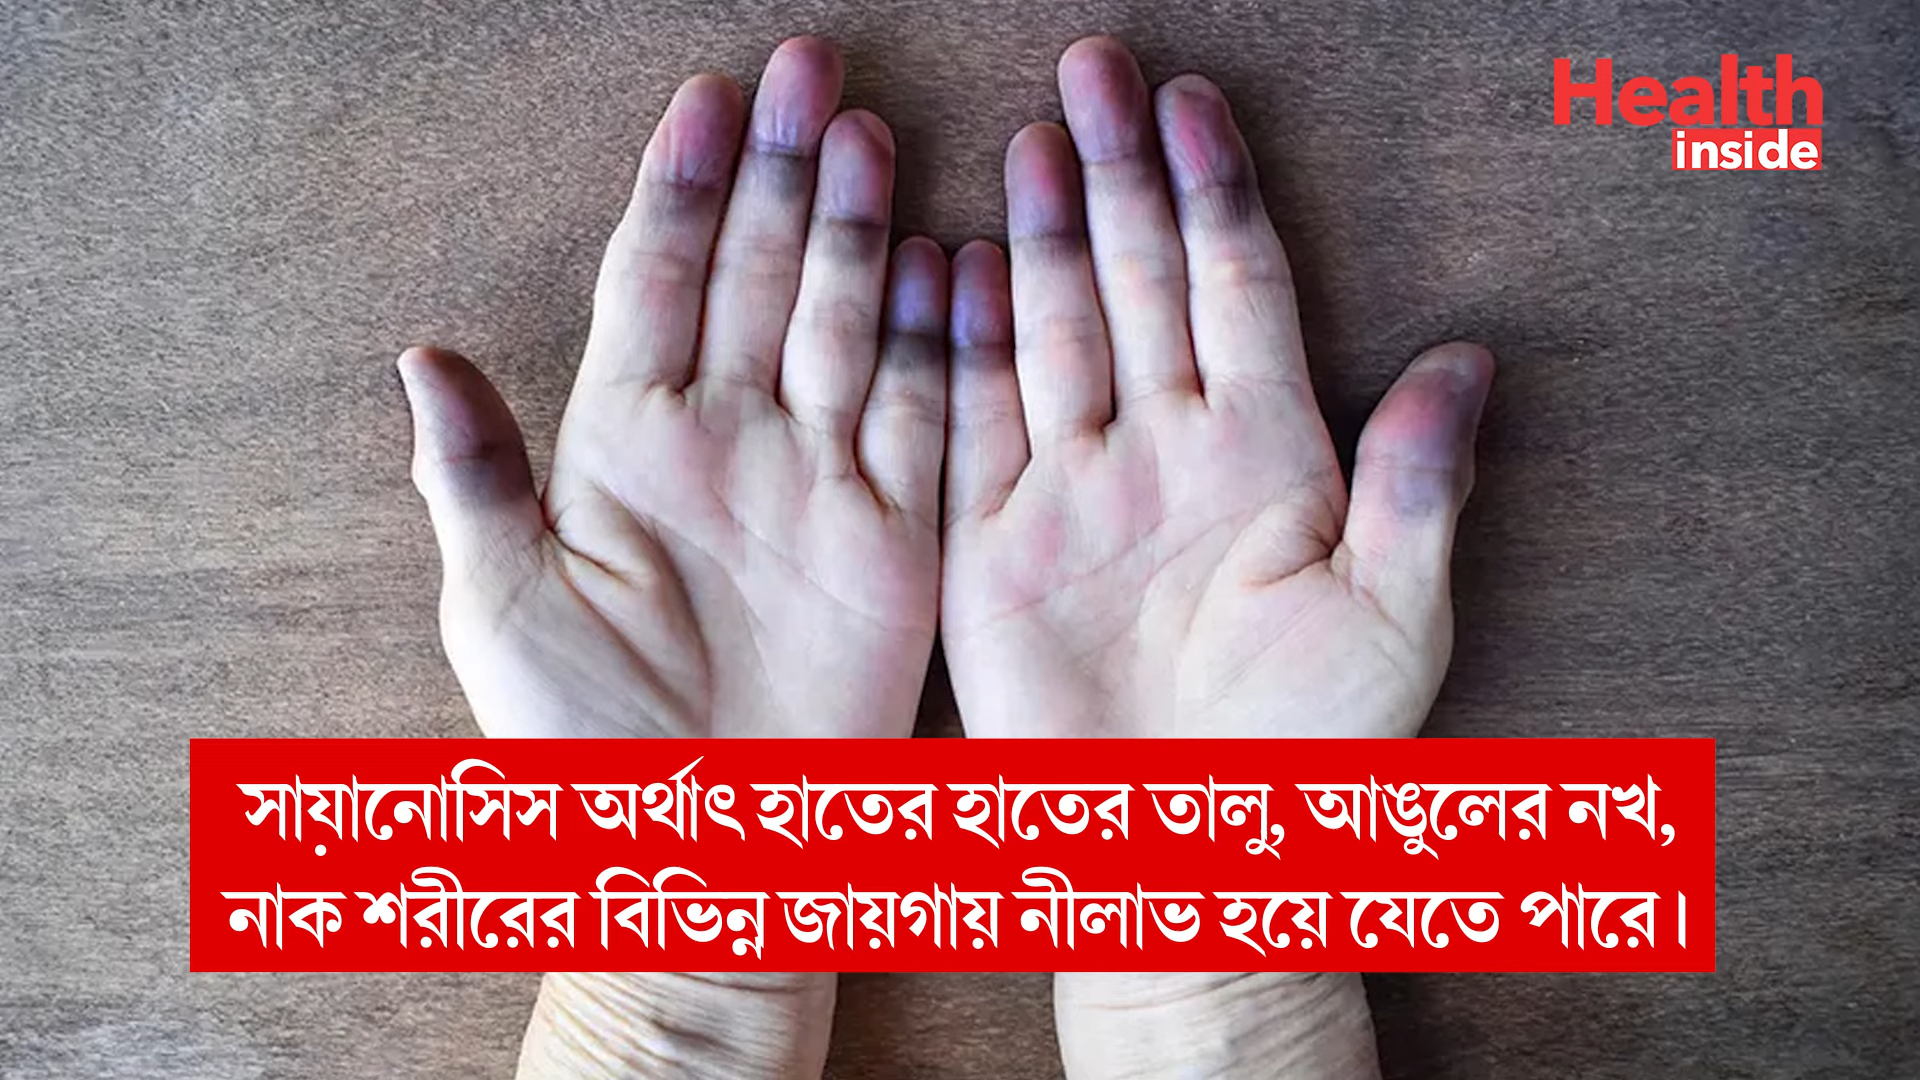 Health
inside
সায়ানোসিস অর্থাৎ হাতের হাতের তালু, আঙুলের নখ,
নাক শরীরের বিভিন্ন জায়গায় নীলাভ হয়ে যেতে পারে।